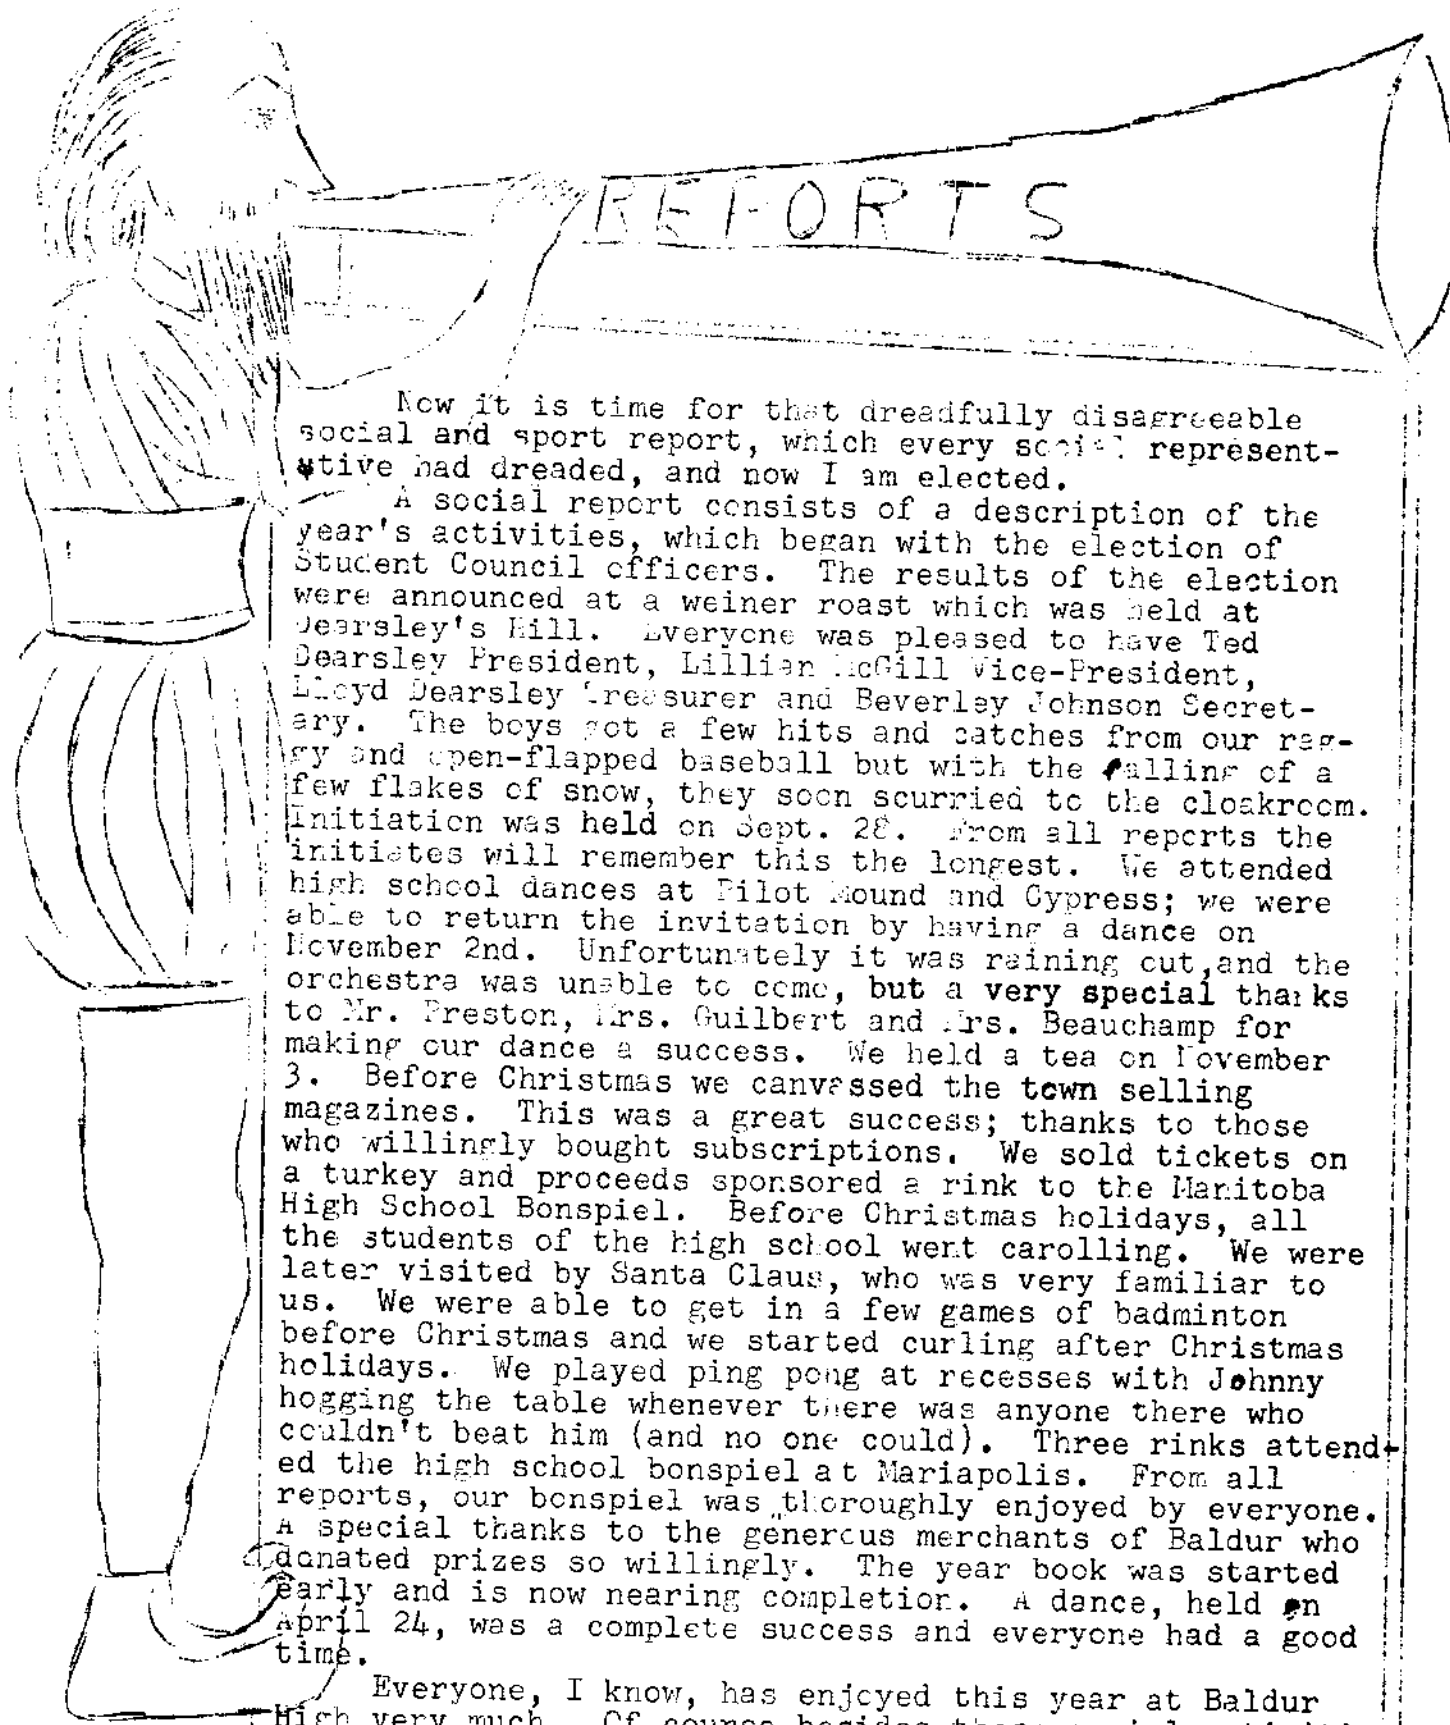 REPORTS
Now it is time for that dreadfully disagreeable
social and sport report, which every social represent-
ative had dreaded, and now I am elected.
A social report consists of a description of the
year's activities, which began with the election of
Student Council officers. The results of the election
were announced at a weiner roast which was held at
Dearsley's Hill. Everyone was pleased to have Ted
Dearsley President, Lillian McGill Vice-President,
Lloyd Dearsley Treasurer and Beverley Johnson Secret-
ary. The boys got a few hits and catches from our rag-
gy and open-flapped baseball but with the falling of a
few flakes of snow, they soon scurried to the cloakroom.
Initiation was held on Sept. 28. From all reports the
initiates will remember this the longest. We attended
high school dances at Pilot Mound and Cypress; we were
able to return the invitation by having a dance on
November 2nd. Unfortunately it was raining out,and the
orchestra was unable to come, but a very special thanks
to Mr. Preston, Mrs. Guilbert and Mrs. Beauchamp for
making our dance a success. We held a tea on November
3. Before Christmas we canvassed the town selling
magazines. This was a great success; thanks to those
who willingly bought subscriptions. We sold tickets on
a turkey and proceeds sponsored a rink to the Manitoba
High School Bonspiel. Before Christmas holidays, all
the students of the high school went carolling. We were
later visited by Santa Claus, who was very familiar to
us. We were able to get in a few games of badminton
before Christmas and we started curling after Christmas
holidays. We played ping pong at recesses with Johnny
hogging the table whenever there was anyone there who
couldn't beat him (and no one could). Three rinks attend-
ed the high school bonspiel at Mariapolis. From all
reports, our bonspiel was thoroughly enjoyed by everyone.
A special thanks to the generous merchants of Baldur who
donated prizes so willingly. The year book was started
early and is now nearing completion. A dance, held on
April 24, was a complete success and everyone had a good
time.
Everyone, I know, has enjoyed this year at Baldur
High very much. Of course besides these